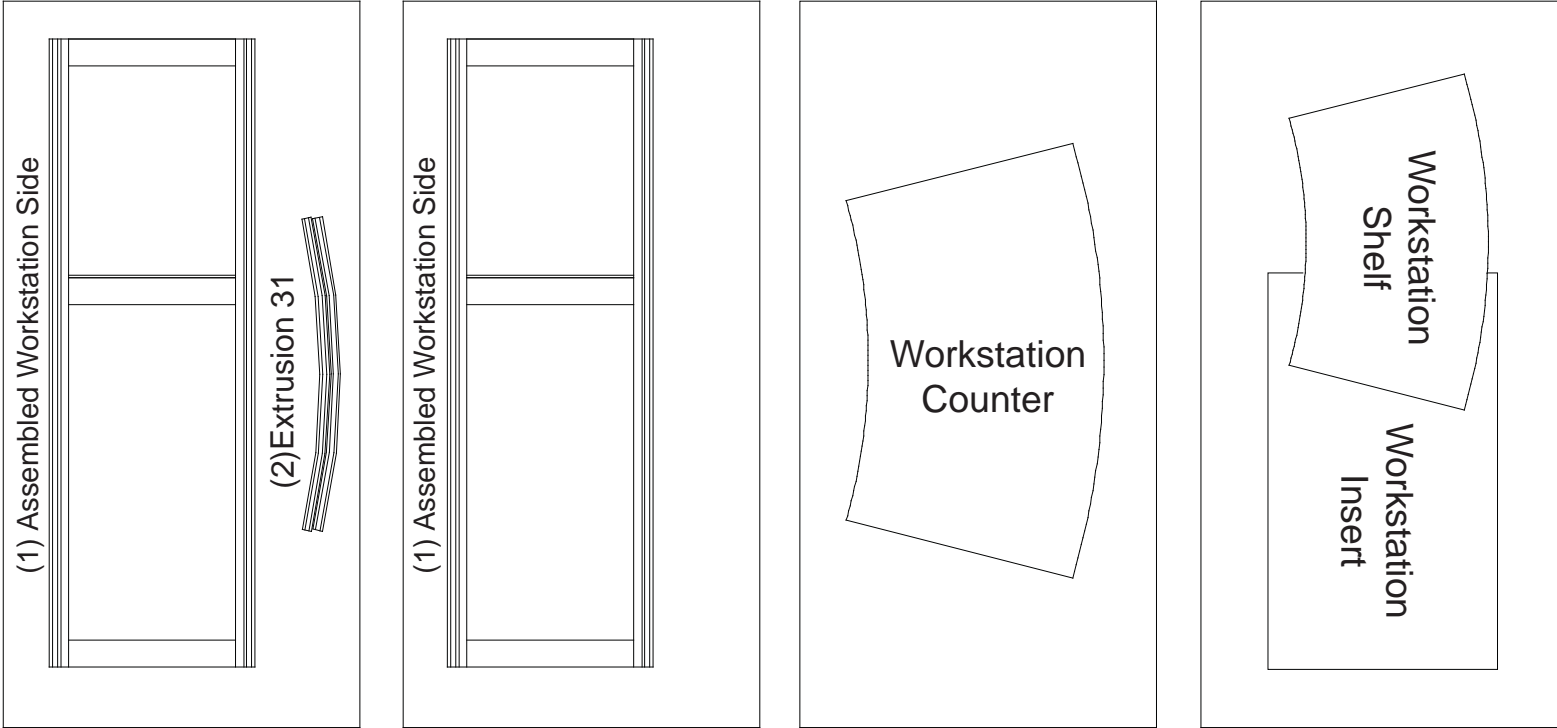 (1) Assembled Workstation Side
(2)Extrusion 31
(1) Assembled Workstation Side
Workstation
Counter
Workstation
Shelf
Workstation
Insert